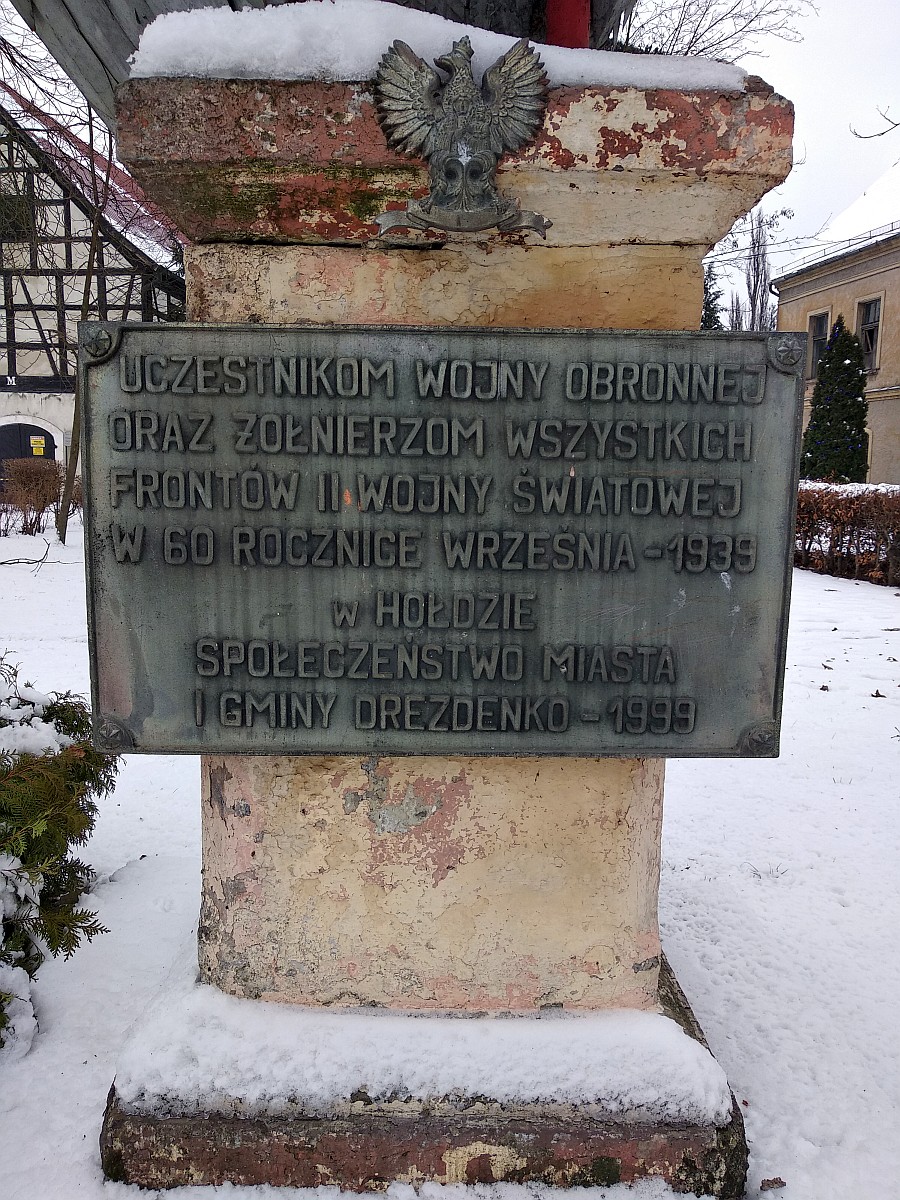 UCZESTNIKOM WOJNY OBRONNEJ
ORAZ ŻOŁNIERZOM WSZYSTKICH
FRONTÓW II WOJNY ŚWIATOWEJ
W 60 ROCZNICE WRZEŚNIA - 1939
W HOŁDZIE
SPOŁECZEŃSTWO MIASTA
I GMINY DREZDENKO - 1999
M